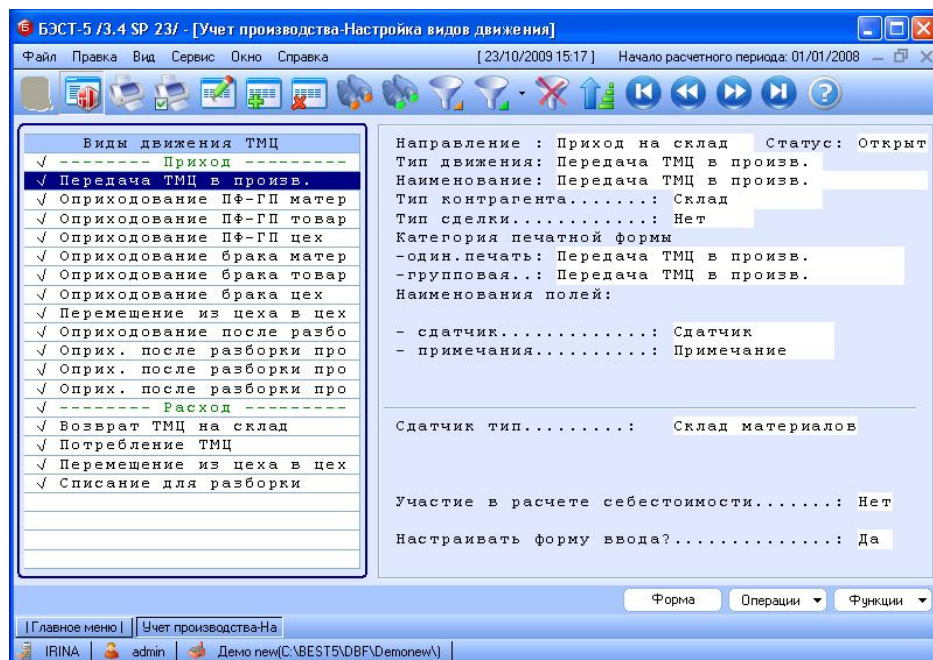 БЭСТ-5 /3.4 SP 23/ - [Учет производства-Настройка видов движения]
Файл Правка Вид Сервис Окно Справка [ 23/10/2009 15:17 ] Начало расчетного периода: 01/01/2008
Виды движения ТМЦ
√ -------- Приход ---------
√ Передача ТМЦ в произв.
√ Оприходование ПФ-ГП матер
√ Оприходование ПФ-ГП товар
√ Оприходование ПФ-ГП цех
√ Оприходование брака матер
√ Оприходование брака товар
√ Оприходование брака цех
√ Перемещение из цеха в цех
√ Оприходование после разбо
√ Оприх. после разборки про
√ Оприх. после разборки про
√ Оприх. после разборки про
√ -------- Расход ---------
√ Возврат ТМЦ на склад
√ Потребление ТМЦ
√ Перемещение из цеха в цех
√ Списание для разборки
Направление : Приход на склад Статус: Открыт
Тип движения: Передача ТМЦ в произв.
Наименование: Передача ТМЦ в произв.
Тип контрагента.......: Склад
Тип сделки............: Нет
Категория печатной формы
-один.печать: Передача ТМЦ в произв.
-групповая..: Передача ТМЦ в произв.
Наименования полей:
- сдатчик.............: Сдатчик
- примечания..........: Примечание
Сдатчик тип.........: Склад материалов
Участие в расчете себестоимости.......: Нет
Настраивать форму ввода?..............: Да
Форма Операции Функции
|Главное меню| Учет производства-На
IRINA admin Демо new(C:\BEST5\DBF\Demonew\)